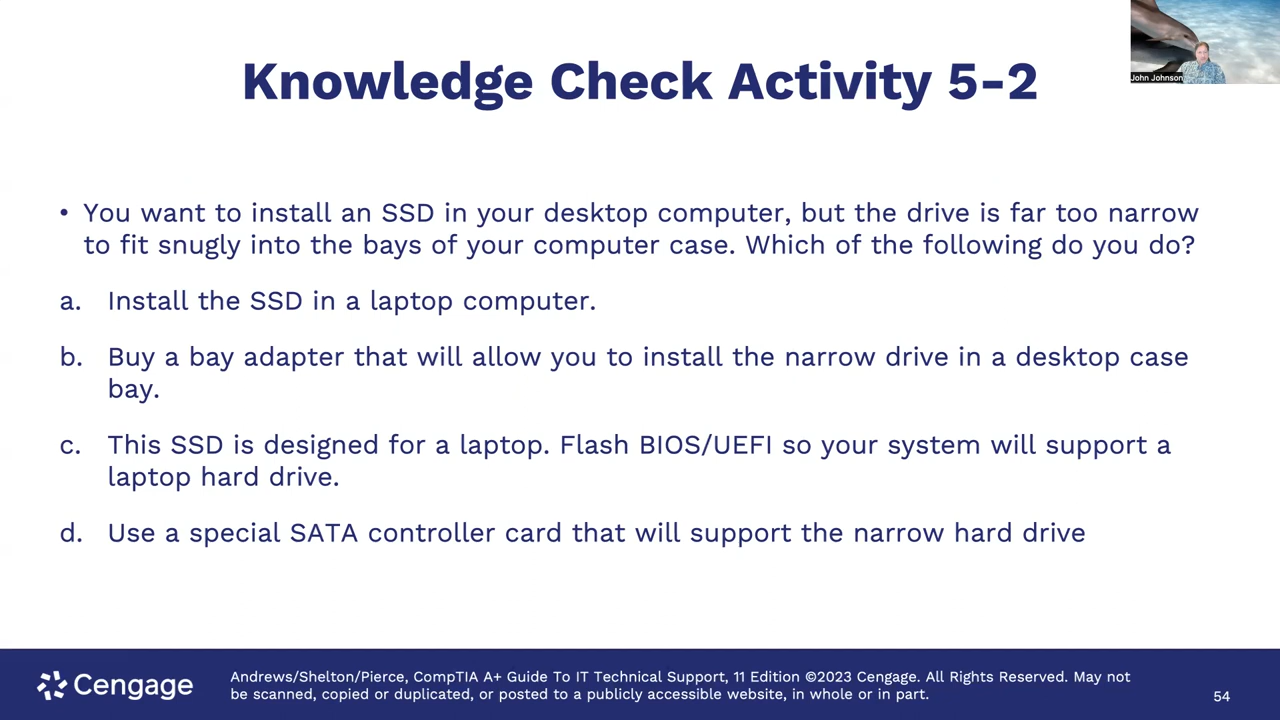 John Johnson
Knowledge Check Activity 5-2
• You want to install an SSD in your desktop computer, but the drive is far too narrow
to fit snugly into the bays of your computer case. Which of the following do you do?
a. Install the SSD in a laptop computer.
b. Buy a bay adapter that will allow you to install the narrow drive in a desktop case
bay.
c. This SSD is designed for a laptop. Flash BIOS/UEFI so your system will support a
laptop hard drive.
d. Use a special SATA controller card that will support the narrow hard drive
Cengage
Andrews/Shelton/Pierce, CompTIA A+ Guide To IT Technical Support, 11 Edition ©2023 Cengage. All Rights Reserved. May not
be scanned, copied or duplicated, or posted to a publicly accessible website, in whole or in part.
54